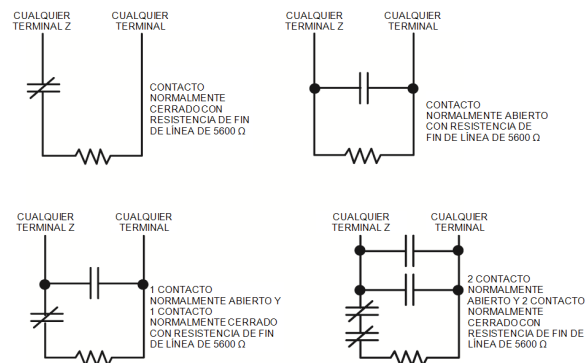 CUALQUIER
TERMINAL Z
CUALQUIER
TERMINAL
CONTACTO
NORMALMENTE
CERRADO CON
RESISTENCIA DE FIN
DE LÍNEA DE 5600 Ω
CUALQUIER
TERMINAL Z
CUALQUIER
TERMINAL
CONTACTO
NORMALMENTE ABIERTO
CON RESISTENCIA DE
FIN DE LÍNEA DE 5600 Ω
CUALQUIER
TERMINAL Z
CUALQUIER
TERMINAL
1 CONTACTO
NORMALMENTE ABIERTO Y
1 CONTACTO
NORMALMENTE CERRADO
CON RESISTENCIA DE FIN
DE LÍNEA DE 5600 Ω
CUALQUIER
TERMINAL Z
CUALQUIER
TERMINAL
2 CONTACTO
NORMALMENTE
ABIERTO Y 2 CONTACTO
NORMALMENTE
CERRADO CON
RESISTENCIA DE FIN DE
LÍNEA DE 5600 Ω